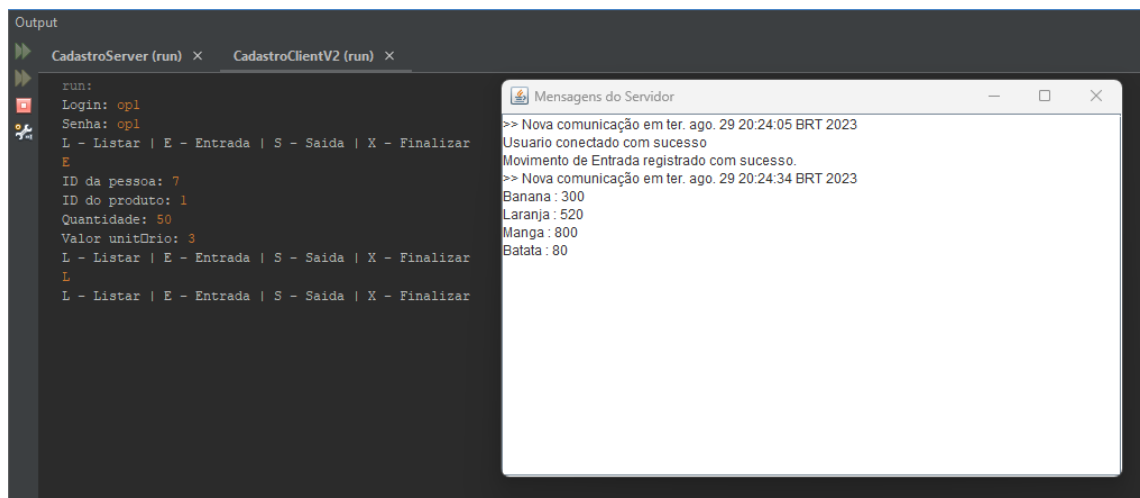 Output
CadastroServer (run) × CadastroClientV2 (run) ×
run:
Login: op1
Senha: op1
L - Listar | E - Entrada | S - Saida | X - Finalizar
E
ID da pessoa: 7
ID do produto: 1
Quantidade: 50
Valor unit□rio: 3
L - Listar | E - Entrada | S - Saida | X - Finalizar
L
L - Listar | E - Entrada | S - Saida | X - Finalizar
Mensagens do Servidor
>> Nova comunicação em ter. ago. 29 20:24:05 BRT 2023
Usuario conectado com sucesso
Movimento de Entrada registrado com sucesso.
>> Nova comunicação em ter. ago. 29 20:24:34 BRT 2023
Banana : 300
Laranja : 520
Manga : 800
Batata : 80